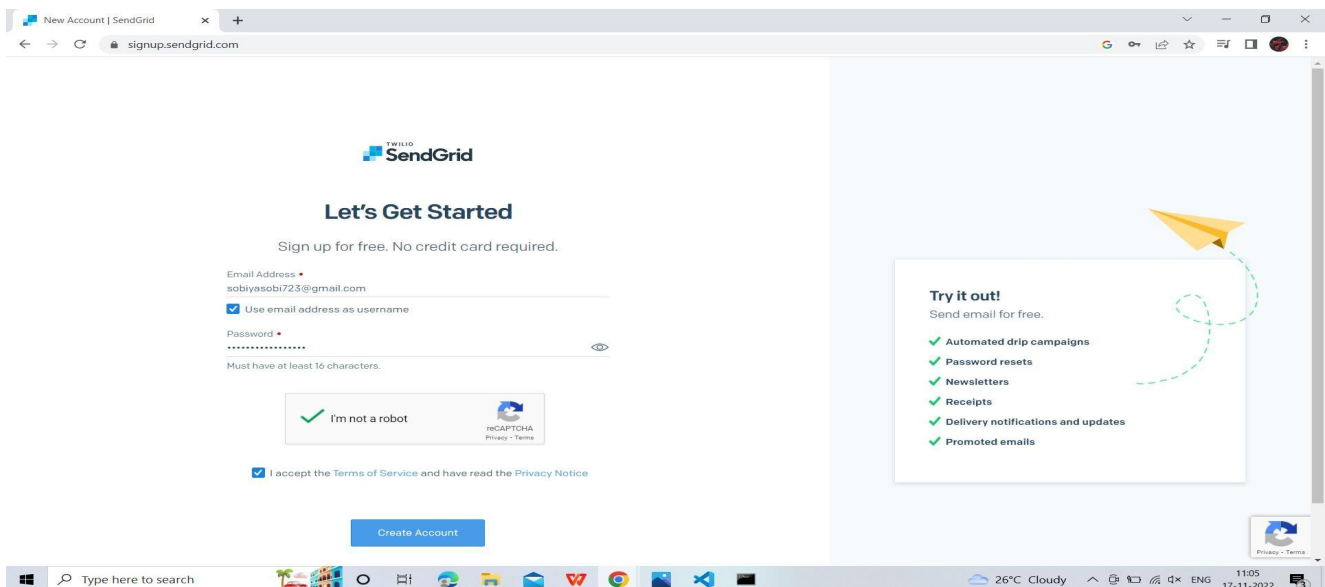 New Account | SendGrid
signup.sendgrid.com
TWILIO
SendGrid
Let's Get Started
Sign up for free. No credit card required.
Email Address •
sobiyasobi723@gmail.com
Use email address as username
Password •
••••••••••••••••
Must have at least 16 characters.
I'm not a robot
reCAPTCHA
Privacy - Terms
I accept the Terms of Service and have read the Privacy Notice
Create Account
Try it out!
Send email for free.
Automated drip campaigns
Password resets
Newsletters
Receipts
Delivery notifications and updates
Promoted emails
Privacy - Terms
Type here to search
26°C Cloudy
ENG
11:05
17-11-2022
3